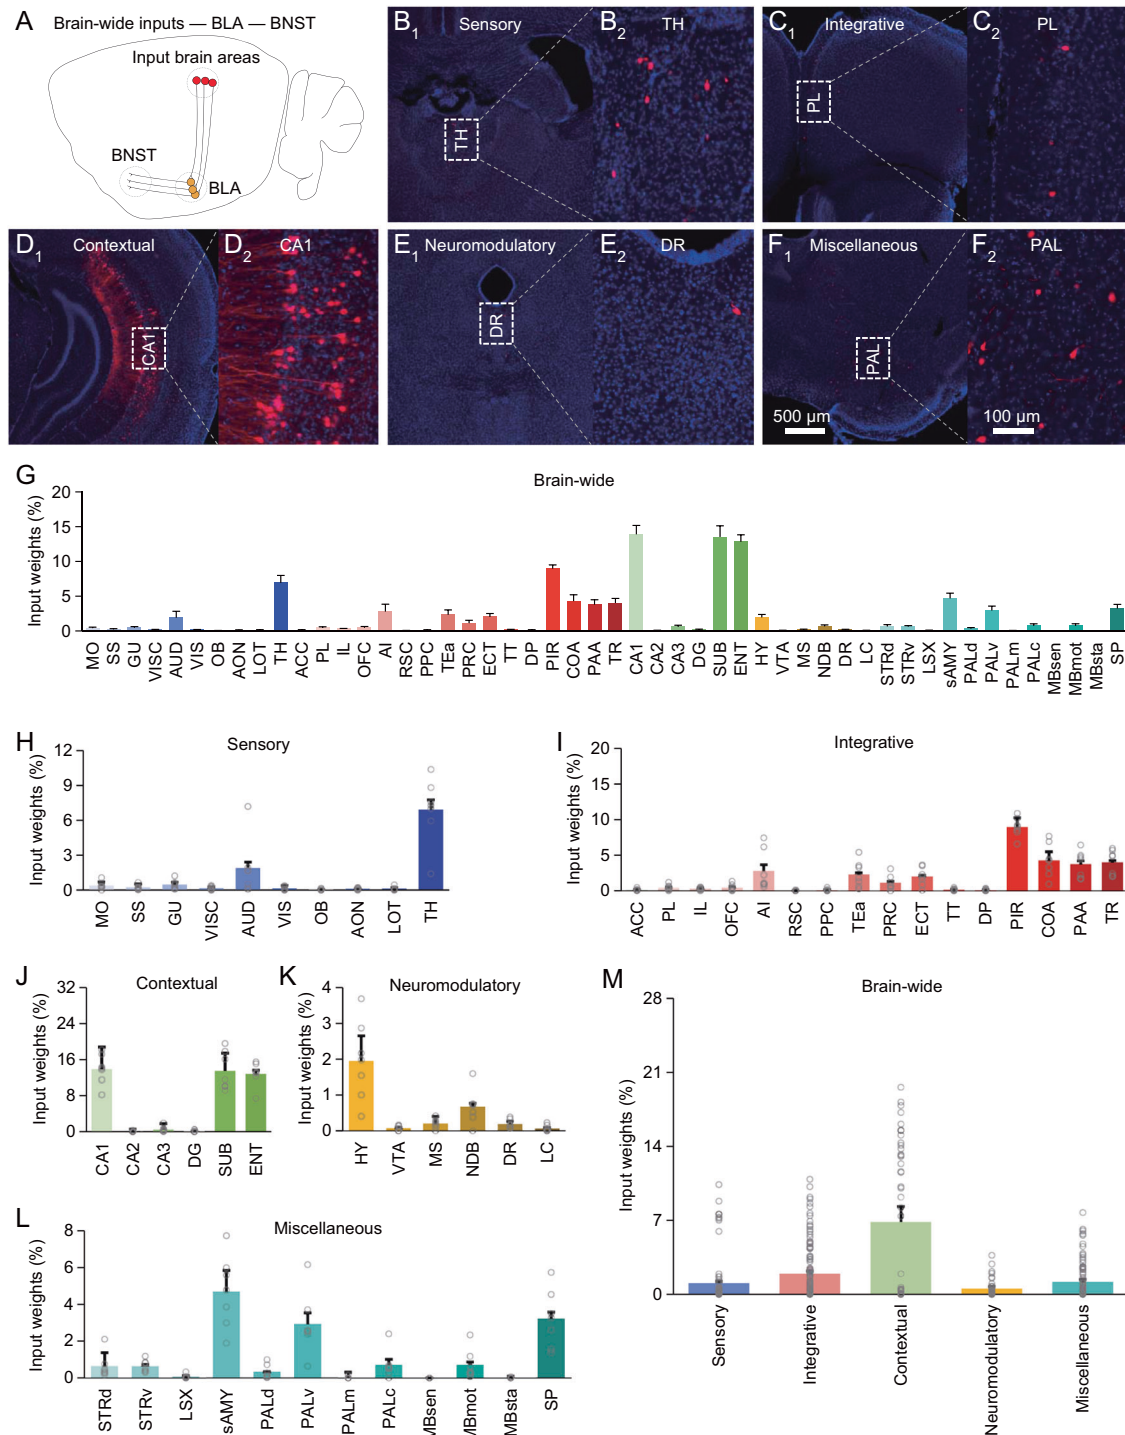 A
Brain-wide inputs — BLA — BNST
Input brain areas
BNST
BLA
B1 Sensory
TH
B2 TH
C1 Integrative
PL
C2 PL
D1 Contextual
CA1
D2 CA1
E1 Neuromodulatory
DR
E2 DR
F1 Miscellaneous
PAL
500 µm
F2 PAL
100 µm
G
Brain-wide
Input weights (%)
20
15
10
5
0
MO SS GU VISC AUD VIS OB AON LOT TH ACC PL IL OFC AI RSC PPC TEa PRC ECT TT DP PIR COA PAA TR CA1 CA2 CA3 DG SUB ENT HY VTA MS NDB DR LC STRd STRv LSX sAMY PALd PALv PALm PALc MBsen MBmot MBsta SP
H
Sensory
Input weights (%)
12
9
6
3
0
MO SS GU VISC AUD VIS OB AON LOT TH
I
Integrative
Input weights (%)
20
15
10
5
0
ACC PL IL OFC AI RSC PPC TEa PRC ECT TT DP PIR COA PAA TR
J
Contextual
Input weights (%)
32
24
16
8
0
CA1 CA2 CA3 DG SUB ENT
K
Neuromodulatory
Input weights (%)
4
3
2
1
0
HY VTA MS NDB DR LC
L
Miscellaneous
Input weights (%)
8
6
4
2
0
STRd STRv LSX sAMY PALd PALv PALm PALc MBsen MBmot MBsta SP
M
Brain-wide
Input weights (%)
28
21
14
7
0
Sensory Integrative Contextual Neuromodulatory Miscellaneous